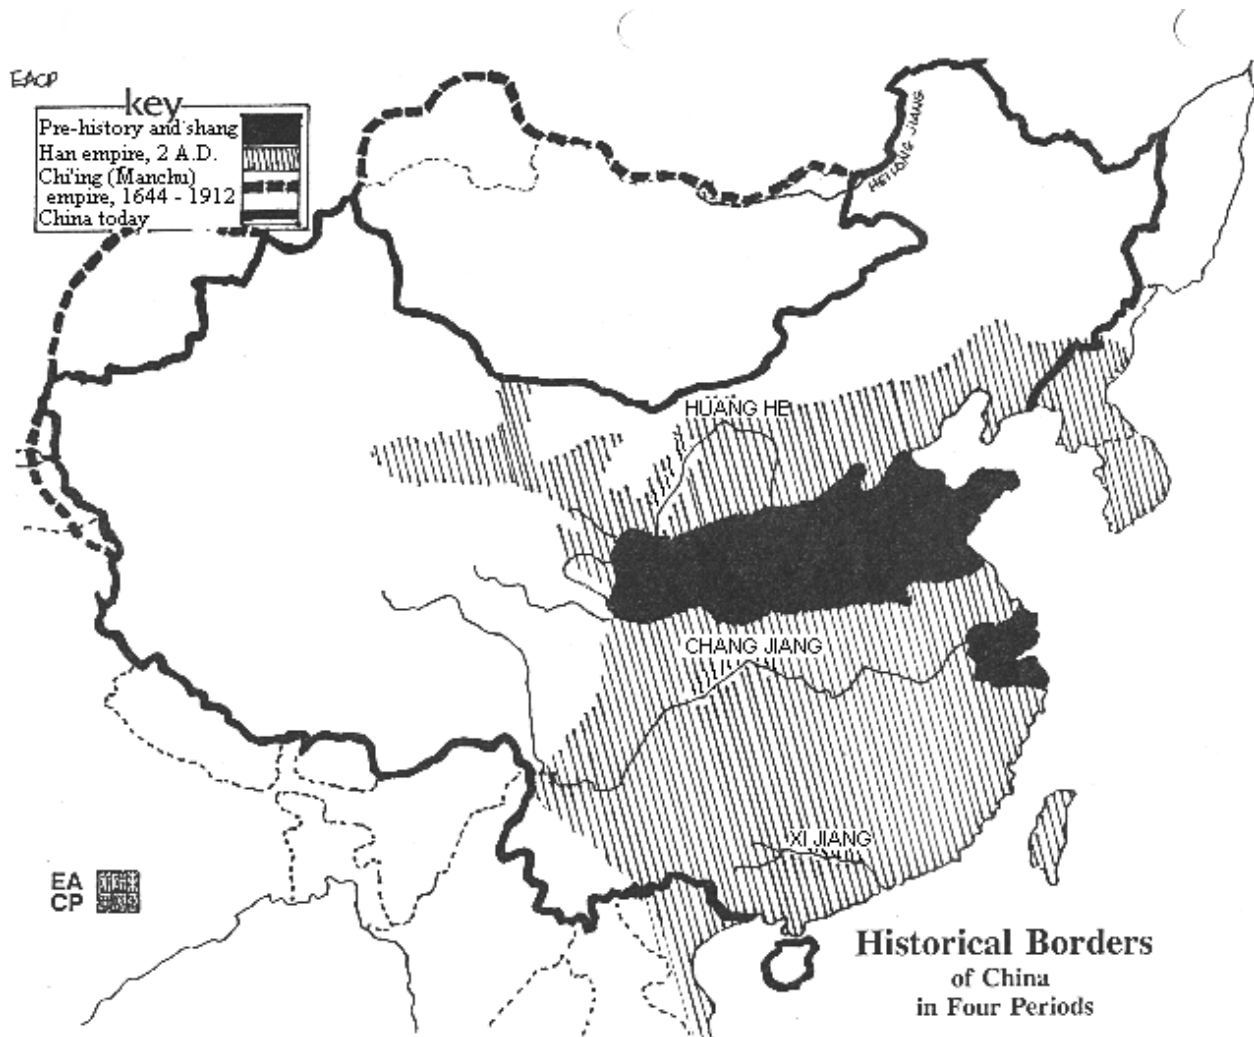 EACP
key
Pre-history and shang
Han empire, 2 A.D.
Chi'ing (Manchu)
empire, 1644 - 1912
China today
HEILONG JIANG
HUANG HE
CHANG JIANG
XI JIANG
EA
CP
Historical Borders
of China
in Four Periods